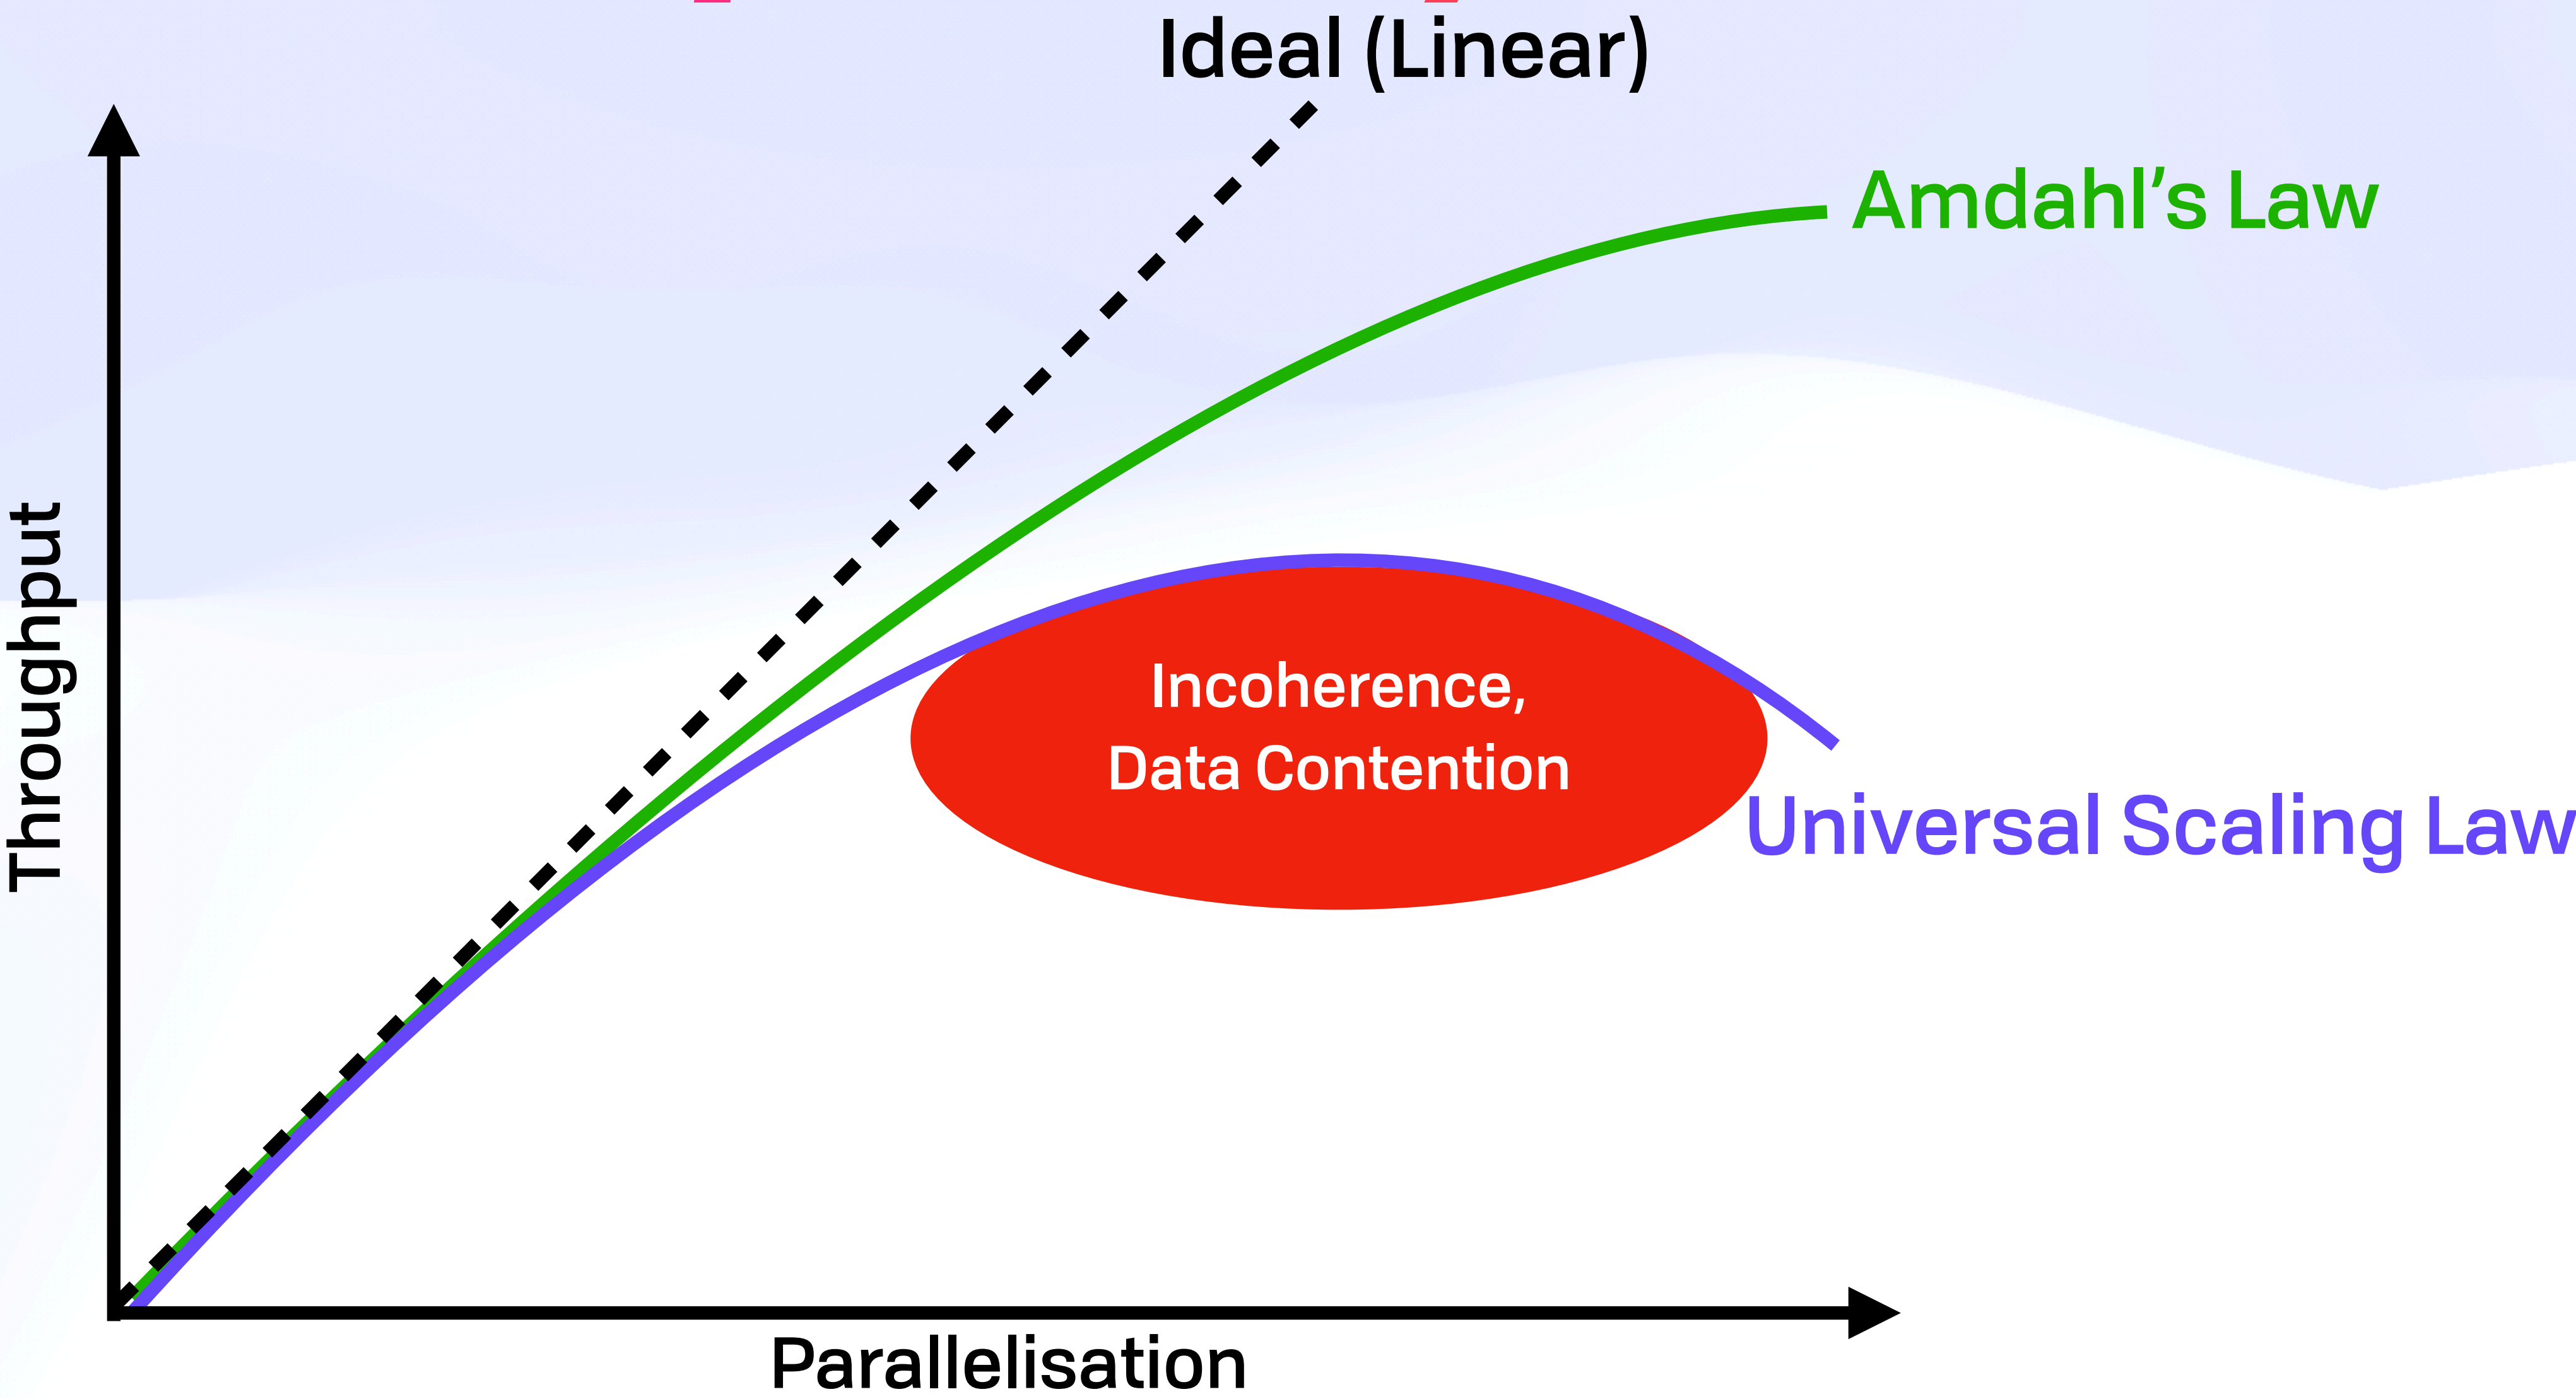 Ideal (Linear)
Amdahl’s Law
Throughput
Incoherence,
Data Contention
Universal Scaling Law
Parallelisation